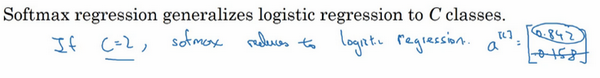 Softmax regression generalizes logistic regression to C classes.
If C=2, softmax reduces to logistic regression. a[L] = [0.842
0.158]